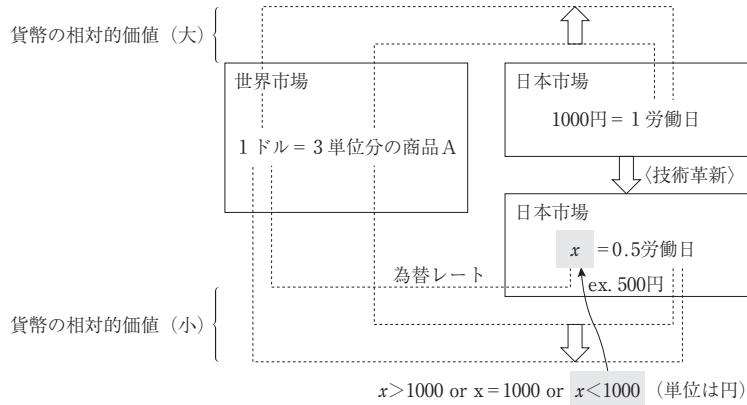 貨幣の相対的価値（大）
世界市場
1 ドル = 3 単位分の商品 A
日本市場
1000円 = 1 労働日
〈技術革新〉
日本市場
x =0.5労働日
ex. 500円
為替レート
貨幣の相対的価値（小）
x>1000 or x=1000 or x<1000（単位は円）